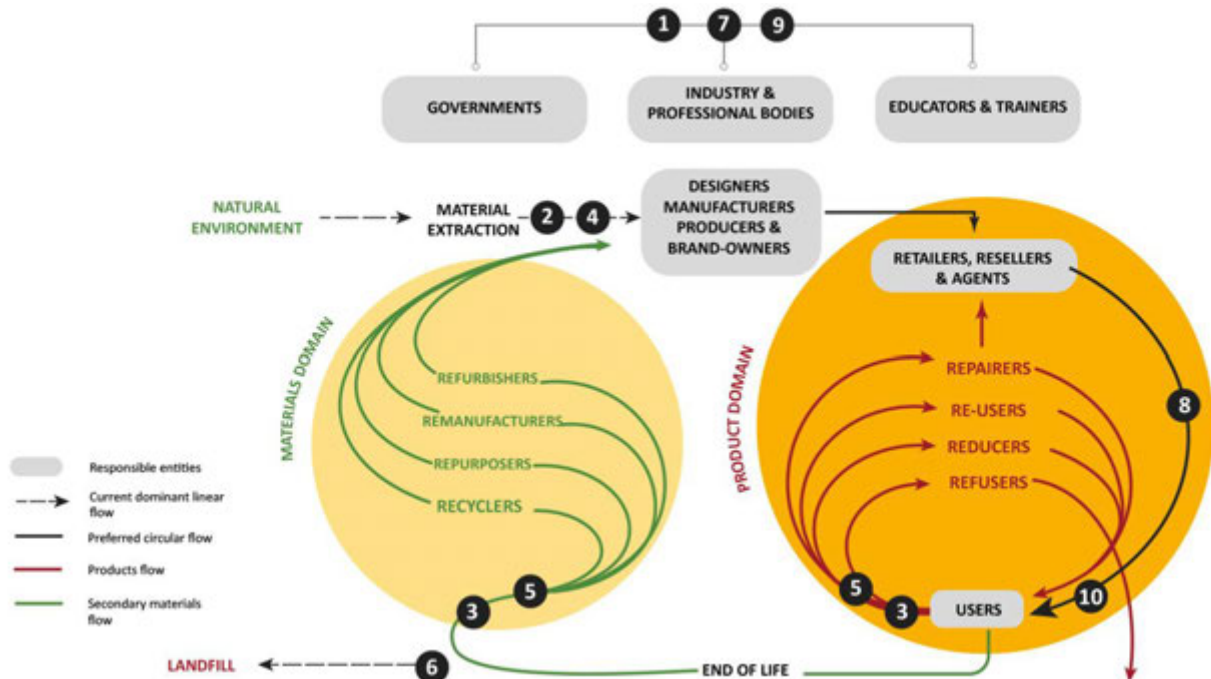 1 7 9
GOVERNMENTS
INDUSTRY &
PROFESSIONAL BODIES
EDUCATORS & TRAINERS
NATURAL
ENVIRONMENT
MATERIAL
EXTRACTION
2 4
DESIGNERS
MANUFACTURERS
PRODUCERS &
BRAND-OWNERS
RETAILERS, RESELLERS
& AGENTS
MATERIALS DOMAIN
REFURBISHERS
REMANUFACTURERS
REPURPOSERS
RECYCLERS
PRODUCT DOMAIN
REPAIRERS
RE-USERS
REDUCERS
REFUSERS
8
Responsible entities
Current dominant linear
flow
Preferred circular flow
Products flow
Secondary materials
flow
5
3
5
3
USERS
10
LANDFILL
6
END OF LIFE